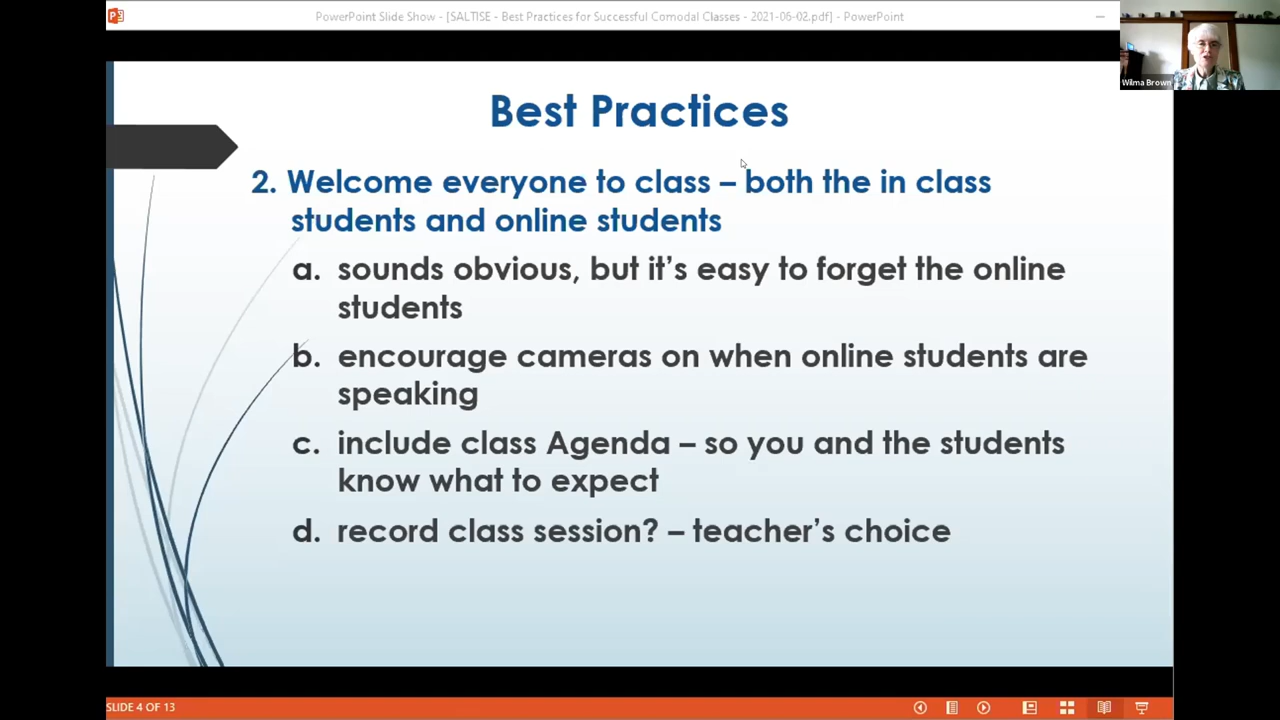 PowerPoint Slide Show - [SALTISE - Best Practices for Successful Comodal Classes - 2021-06-02.pdf] - PowerPoint
Wilma Brown
Best Practices
2. Welcome everyone to class – both the in class
students and online students
a. sounds obvious, but it's easy to forget the online
students
b. encourage cameras on when online students are
speaking
c. include class Agenda – so you and the students
know what to expect
d. record class session? – teacher's choice
SLIDE 4 OF 13